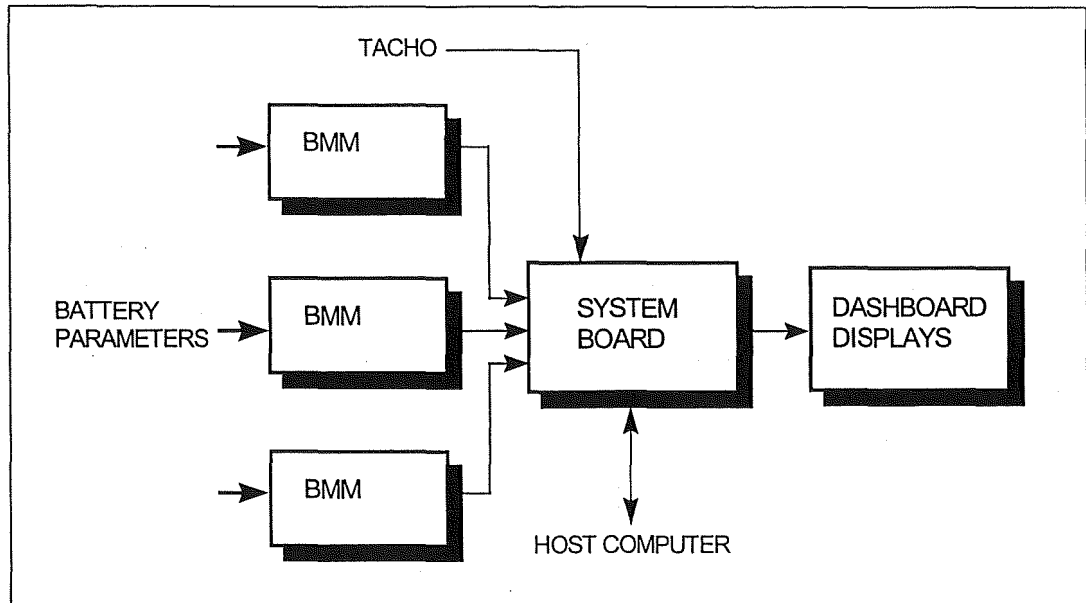 TACHO
BMM
BATTERY
PARAMETERS
BMM
SYSTEM
BOARD
DASHBOARD
DISPLAYS
BMM
HOST COMPUTER